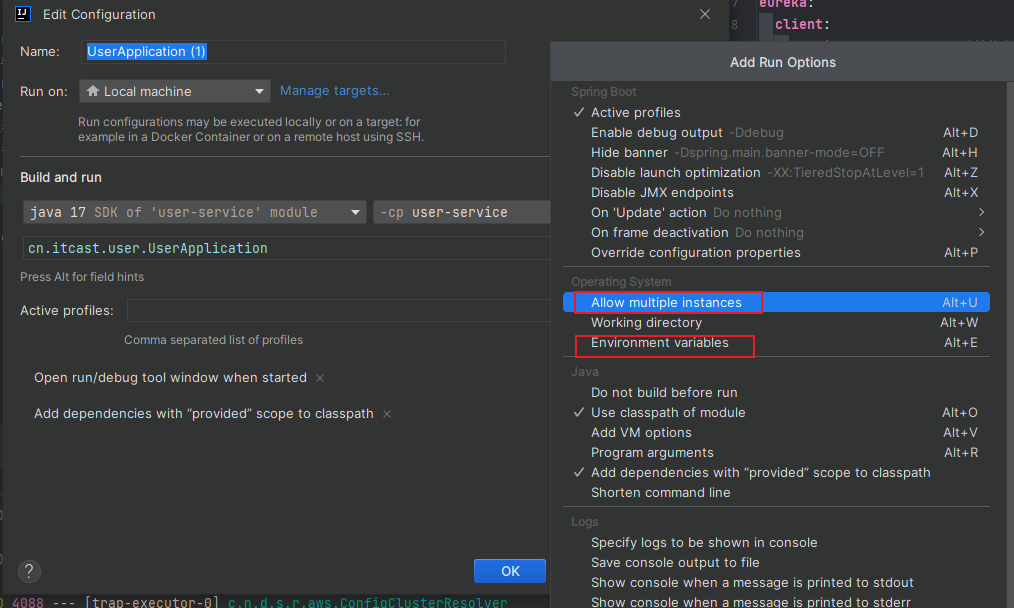 Edit Configuration
Name:
UserApplication (1)
Run on:
Local machine
Manage targets...
Run configurations may be executed locally or on a target: for
example in a Docker Container or on a remote host using SSH.
Build and run
java 17 SDK of 'user-service' module
-cp user-service
cn.itcast.user.UserApplication
Press Alt for field hints
Active profiles:
Comma separated list of profiles
Open run/debug tool window when started ×
Add dependencies with “provided” scope to classpath ×
?
OK
4088 --- [trap-executor-0] c.n.d.s.r.aws.ConfigClusterResolver
7 eureka:
8 client:
Add Run Options
Spring Boot
✓ Active profiles
Enable debug output -Ddebug Alt+D
Hide banner -Dspring.main.banner-mode=OFF Alt+H
Disable launch optimization -XX:TieredStopAtLevel=1 Alt+Z
Disable JMX endpoints Alt+X
On 'Update' action Do nothing >
On frame deactivation Do nothing >
Override configuration properties Alt+P
Operating System
Allow multiple instances Alt+U
Working directory Alt+W
Environment variables Alt+E
Java
Do not build before run
✓ Use classpath of module Alt+O
Add VM options Alt+V
Program arguments Alt+R
✓ Add dependencies with “provided” scope to classpath
Shorten command line
Logs
Specify logs to be shown in console
Save console output to file
Show console when a message is printed to stdout
Show console when a message is printed to stderr